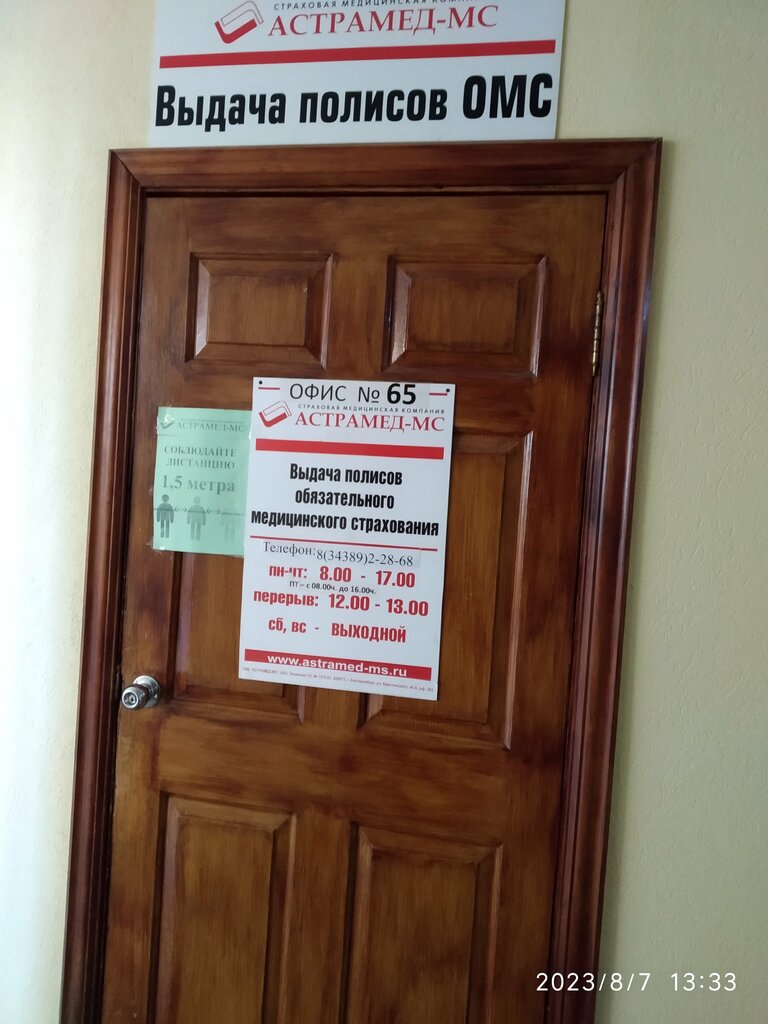 СТРАХОВАЯ МЕДИЦИНСКАЯ КОМПАНИЯ
АСТРАМЕД-МС
Выдача полисов ОМС
ОФИС № 65
СТРАХОВАЯ МЕДИЦИНСКАЯ КОМПАНИЯ
АСТРАМЕД-МС
Выдача полисов
обязательного
медицинского страхования
Телефон:8(34389)2-28-68
пн-чт: 8.00 - 17.00
ПТ – с 08.00ч. до 16.00ч.
перерыв: 12.00 - 13.00
сб, вс - ВЫХОДНОЙ
www.astramed-ms.ru
АСТРАМЕД-МС
СОБЛЮДАЙТЕ
ДИСТАНЦИЮ
1,5 метра
2023/8/7 13:33